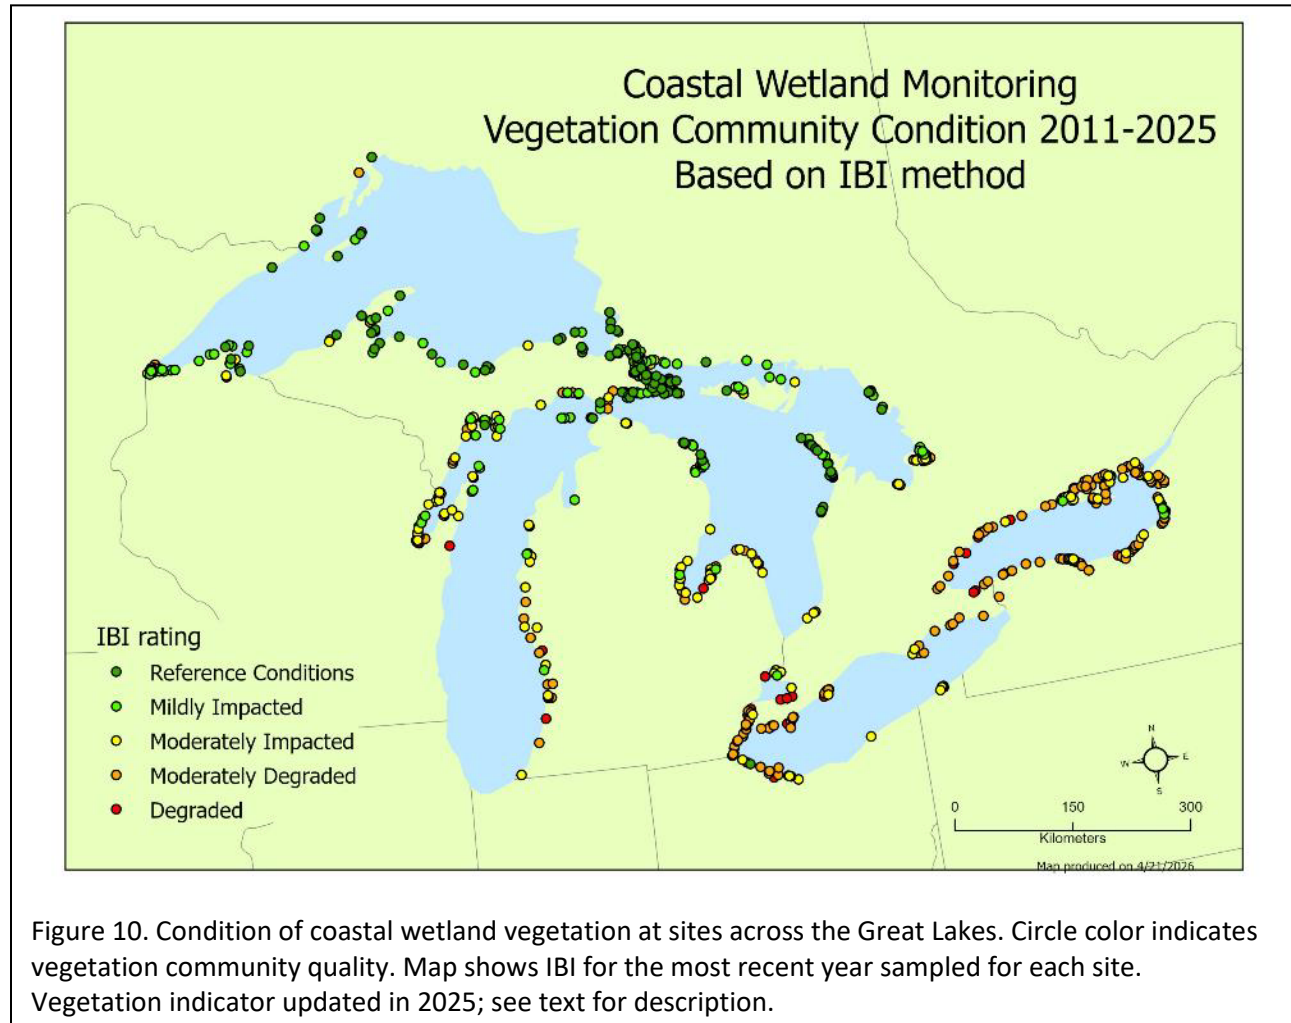 Coastal Wetland Monitoring
Vegetation Community Condition 2011-2025
Based on IBI method
IBI rating
Reference Conditions
Mildly Impacted
Moderately Impacted
Moderately Degraded
Degraded
N
W E
S
0 150 300
Kilometers
Map produced on 4/21/2026
Figure 10. Condition of coastal wetland vegetation at sites across the Great Lakes. Circle color indicates
vegetation community quality. Map shows IBI for the most recent year sampled for each site.
Vegetation indicator updated in 2025; see text for description.